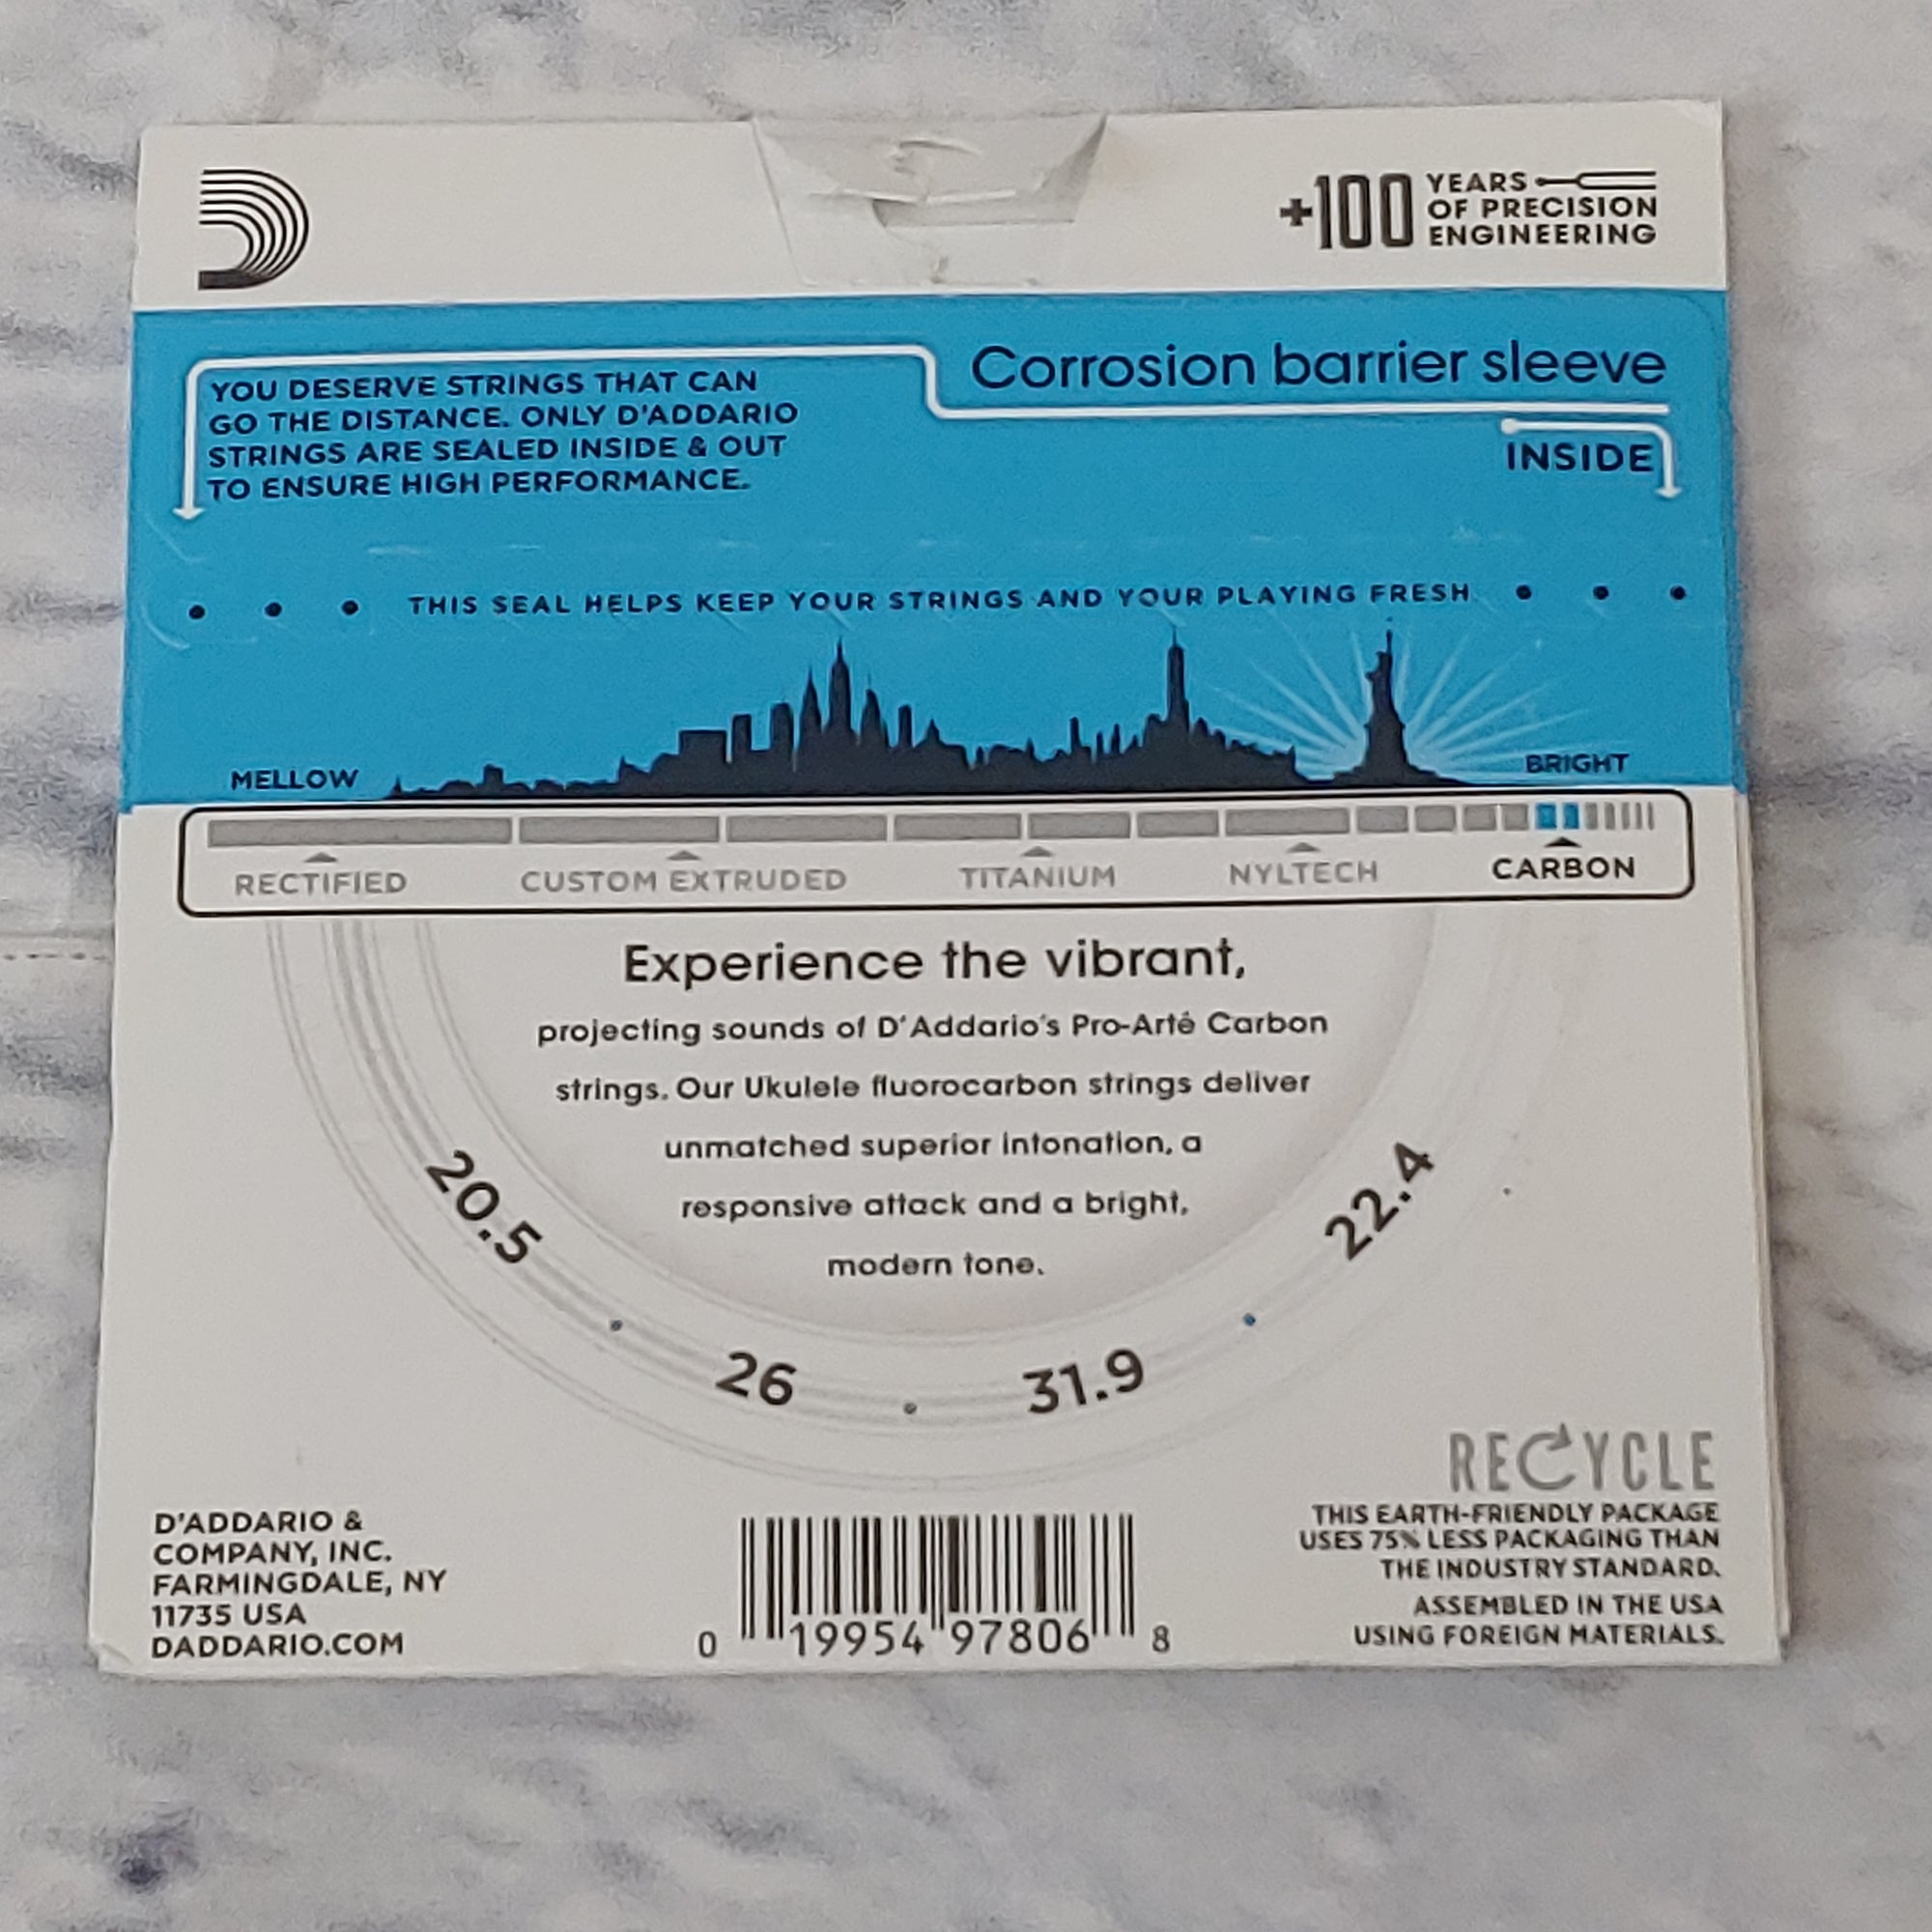 +100 YEARS
OF PRECISION
ENGINEERING
Corrosion barrier sleeve
INSIDE
YOU DESERVE STRINGS THAT CAN
GO THE DISTANCE. ONLY D'ADDARIO
STRINGS ARE SEALED INSIDE & OUT
TO ENSURE HIGH PERFORMANCE.
THIS SEAL HELPS KEEP YOUR STRINGS AND YOUR PLAYING FRESH.
MELLOW
BRIGHT
RECTIFIED
CUSTOM EXTRUDED
TITANIUM
NYLTECH
CARBON
Experience the vibrant,
projecting sounds of D'Addario's Pro-Arté Carbon
strings. Our Ukulele fluorocarbon strings deliver
unmatched superior intonation, a
responsive attack and a bright,
modern tone.
20.5 • 26 • 31.9 • 22.4
D'ADDARIO &
COMPANY, INC.
FARMINGDALE, NY
11735 USA
DADDARIO.COM
0 19954 97806 8
RECYCLE
THIS EARTH-FRIENDLY PACKAGE
USES 75% LESS PACKAGING THAN
THE INDUSTRY STANDARD.
ASSEMBLED IN THE USA
USING FOREIGN MATERIALS.